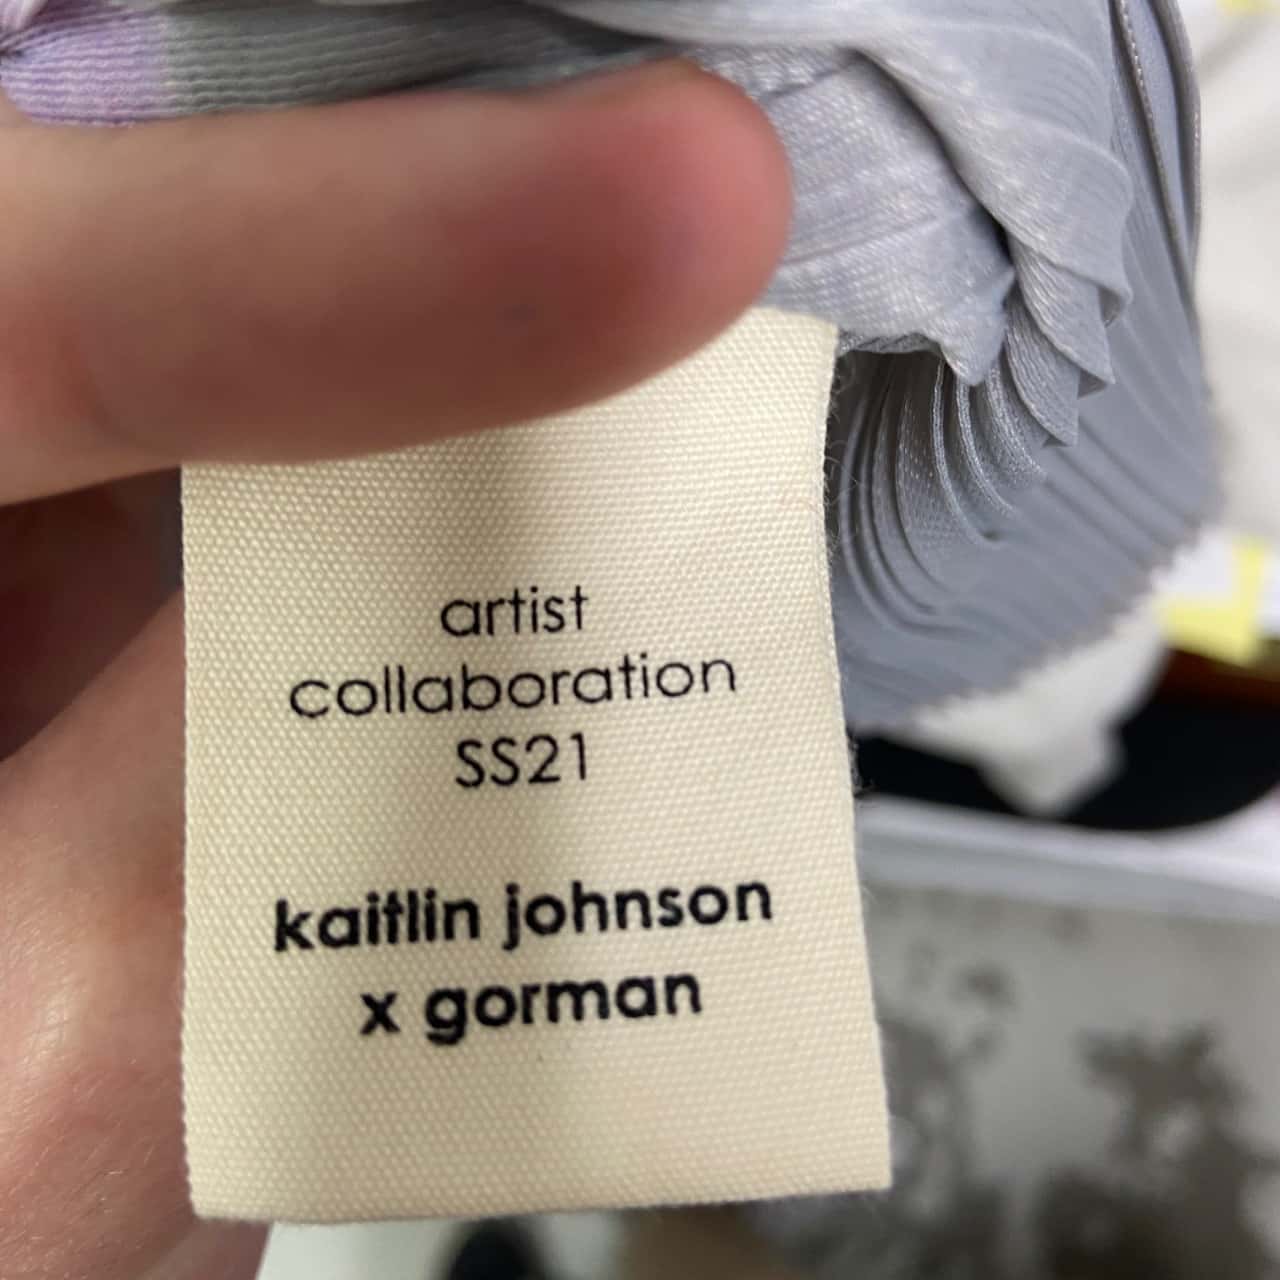 artist
collaboration
SS21
kaitlin johnson
x gorman